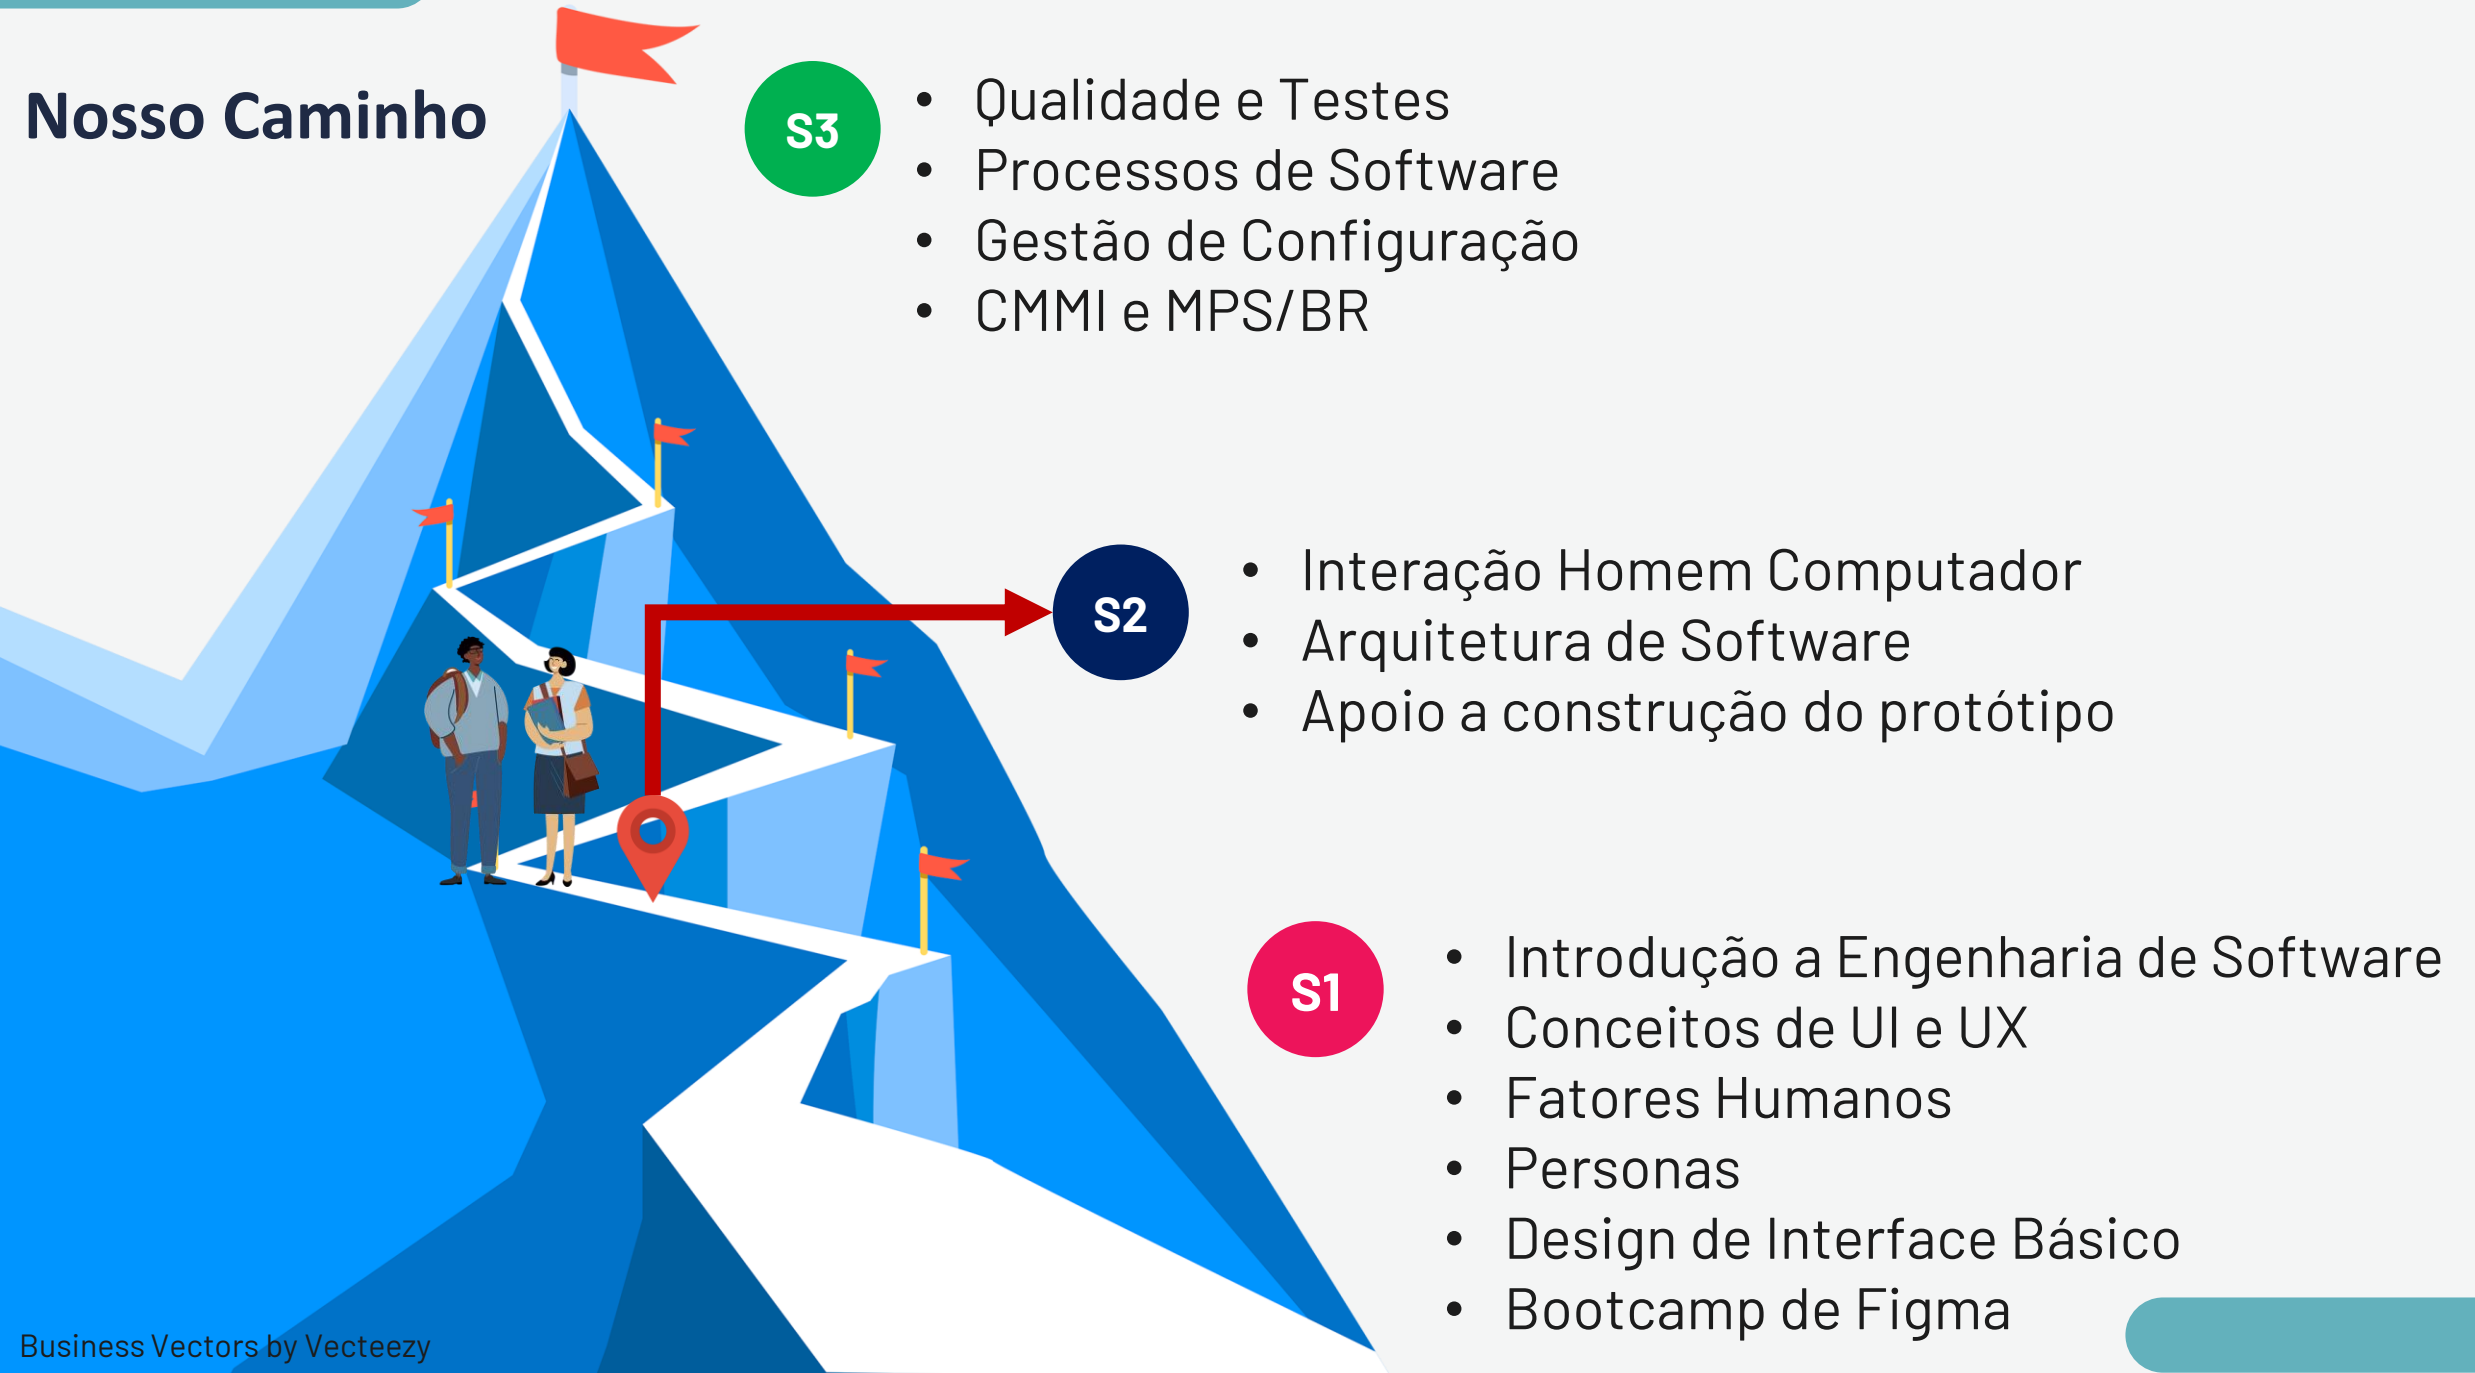 Nosso Caminho
S3
• Qualidade e Testes
• Processos de Software
• Gestão de Configuração
• CMMI e MPS/BR
S2
• Interação Homem Computador
• Arquitetura de Software
• Apoio a construção do protótipo
S1
• Introdução a Engenharia de Software
• Conceitos de UI e UX
• Fatores Humanos
• Personas
• Design de Interface Básico
• Bootcamp de Figma
Business Vectors by Vecteezy